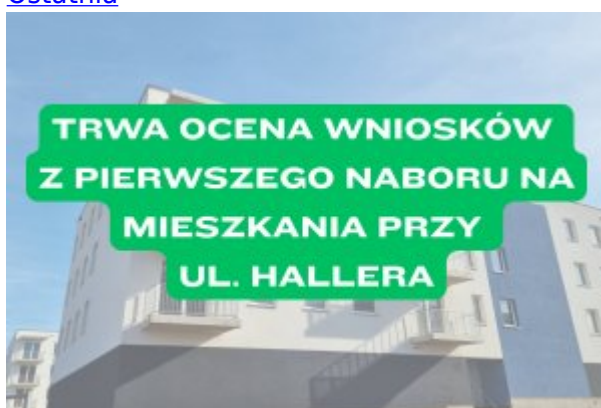 TRWA OCENA WNIOSKÓW
Z PIERWSZEGO NABORU NA
MIESZKANIA PRZY
UL. HALLERA